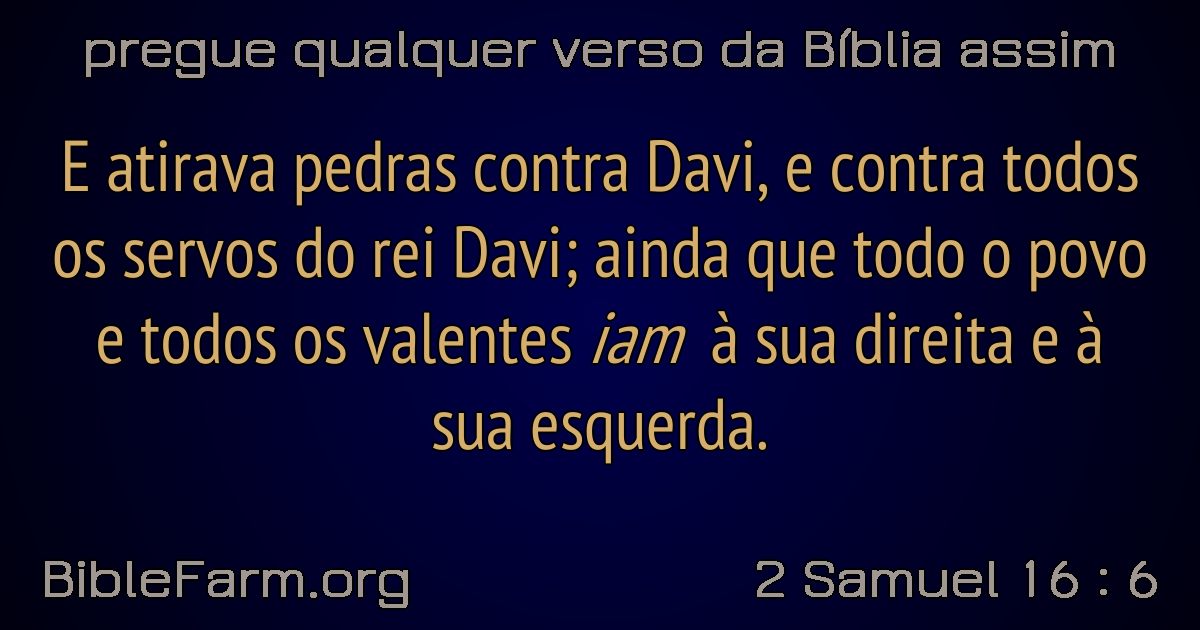 pregue qualquer verso da Bíblia assim
E atirava pedras contra Davi, e contra todos
os servos do rei Davi; ainda que todo o povo
e todos os valentes iam à sua direita e à
sua esquerda.
BibleFarm.org
2 Samuel 16 : 6